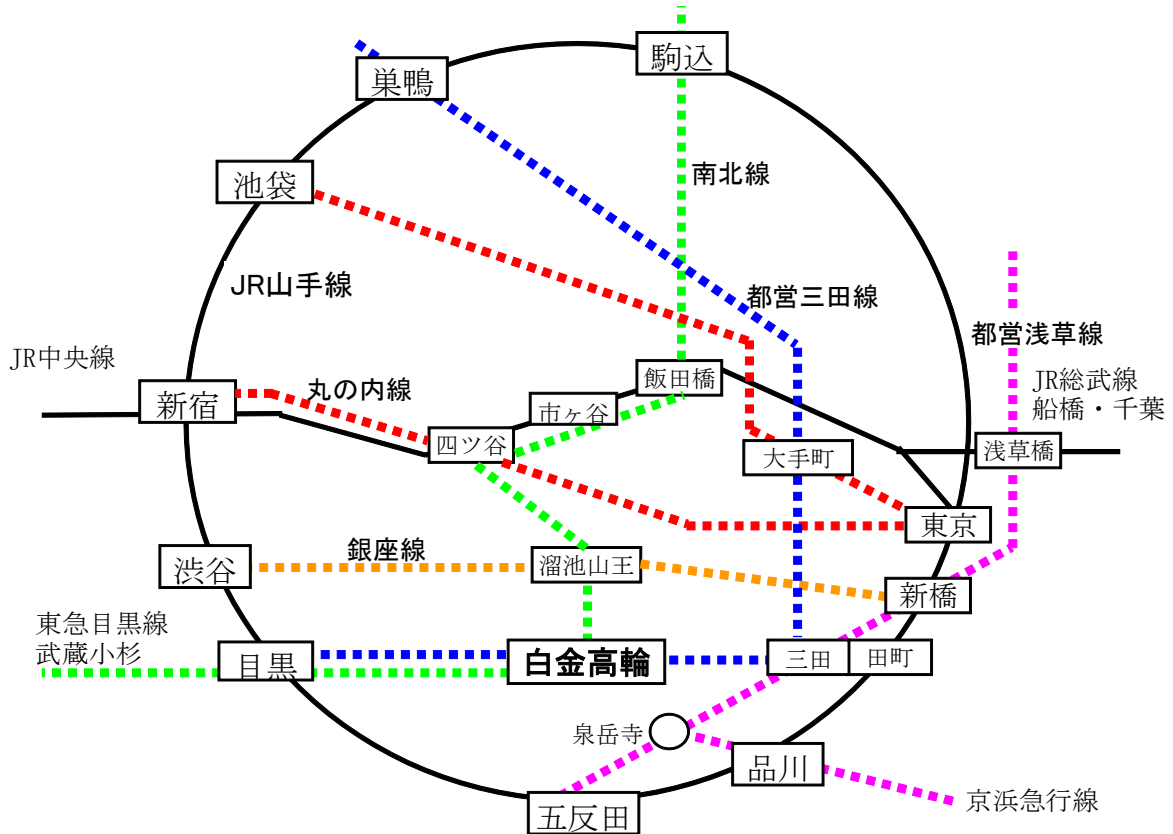 駒込
巣鴨
池袋
南北線
JR山手線
都営三田線
都営浅草線
JR中央線
JR総武線
船橋・千葉
新宿
丸の内線
飯田橋
市ヶ谷
四ツ谷
大手町
浅草橋
東京
銀座線
渋谷
溜池山王
新橋
東急目黒線
武蔵小杉
目黒
白金高輪
三田
田町
泉岳寺
品川
京浜急行線
五反田